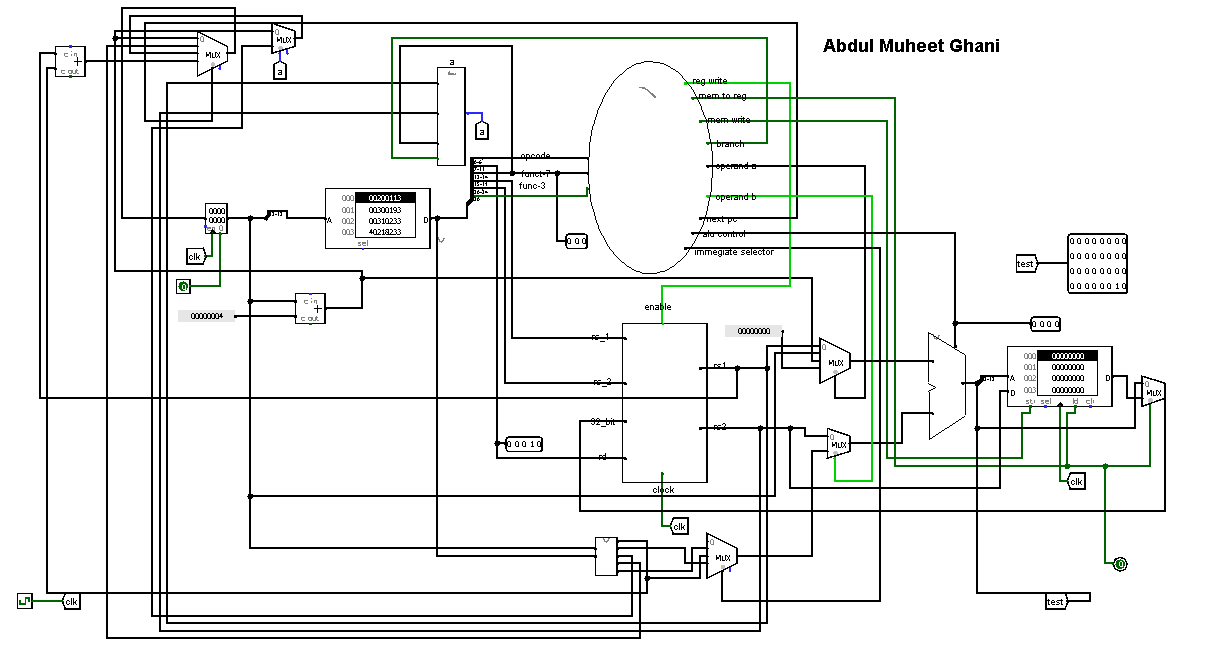 Abdul Muheet Ghani
c in
+
c out
MUX
0
MUX
a
a
a
reg write
mem to reg
mem write
branch
operand a
operand b
next pc
alu control
immegiate selector
opcode
funct-7
func-3
0 0 0
0000
0000
clk
000 00200113
001 00300193
002 00310233
003 40218233
A
D
sel
test
0 0 0 0 0 0 0 0
0 0 0 0 0 0 0 0
0 0 0 0 0 0 0 0
0 0 0 0 0 0 1 0
00000004
c in
+
c out
enable
00000000
0 0 0 0
rs_1
rs_2
32_bit
rd
rs1
rs2
clock
0 0 0 1 0
0
MUX
0
MUX
000 00000000
001 00000000
002 00000000
003 00000000
A
D
D
str sel ld clr
MUX
clk
clk
0
MUX
clk
test